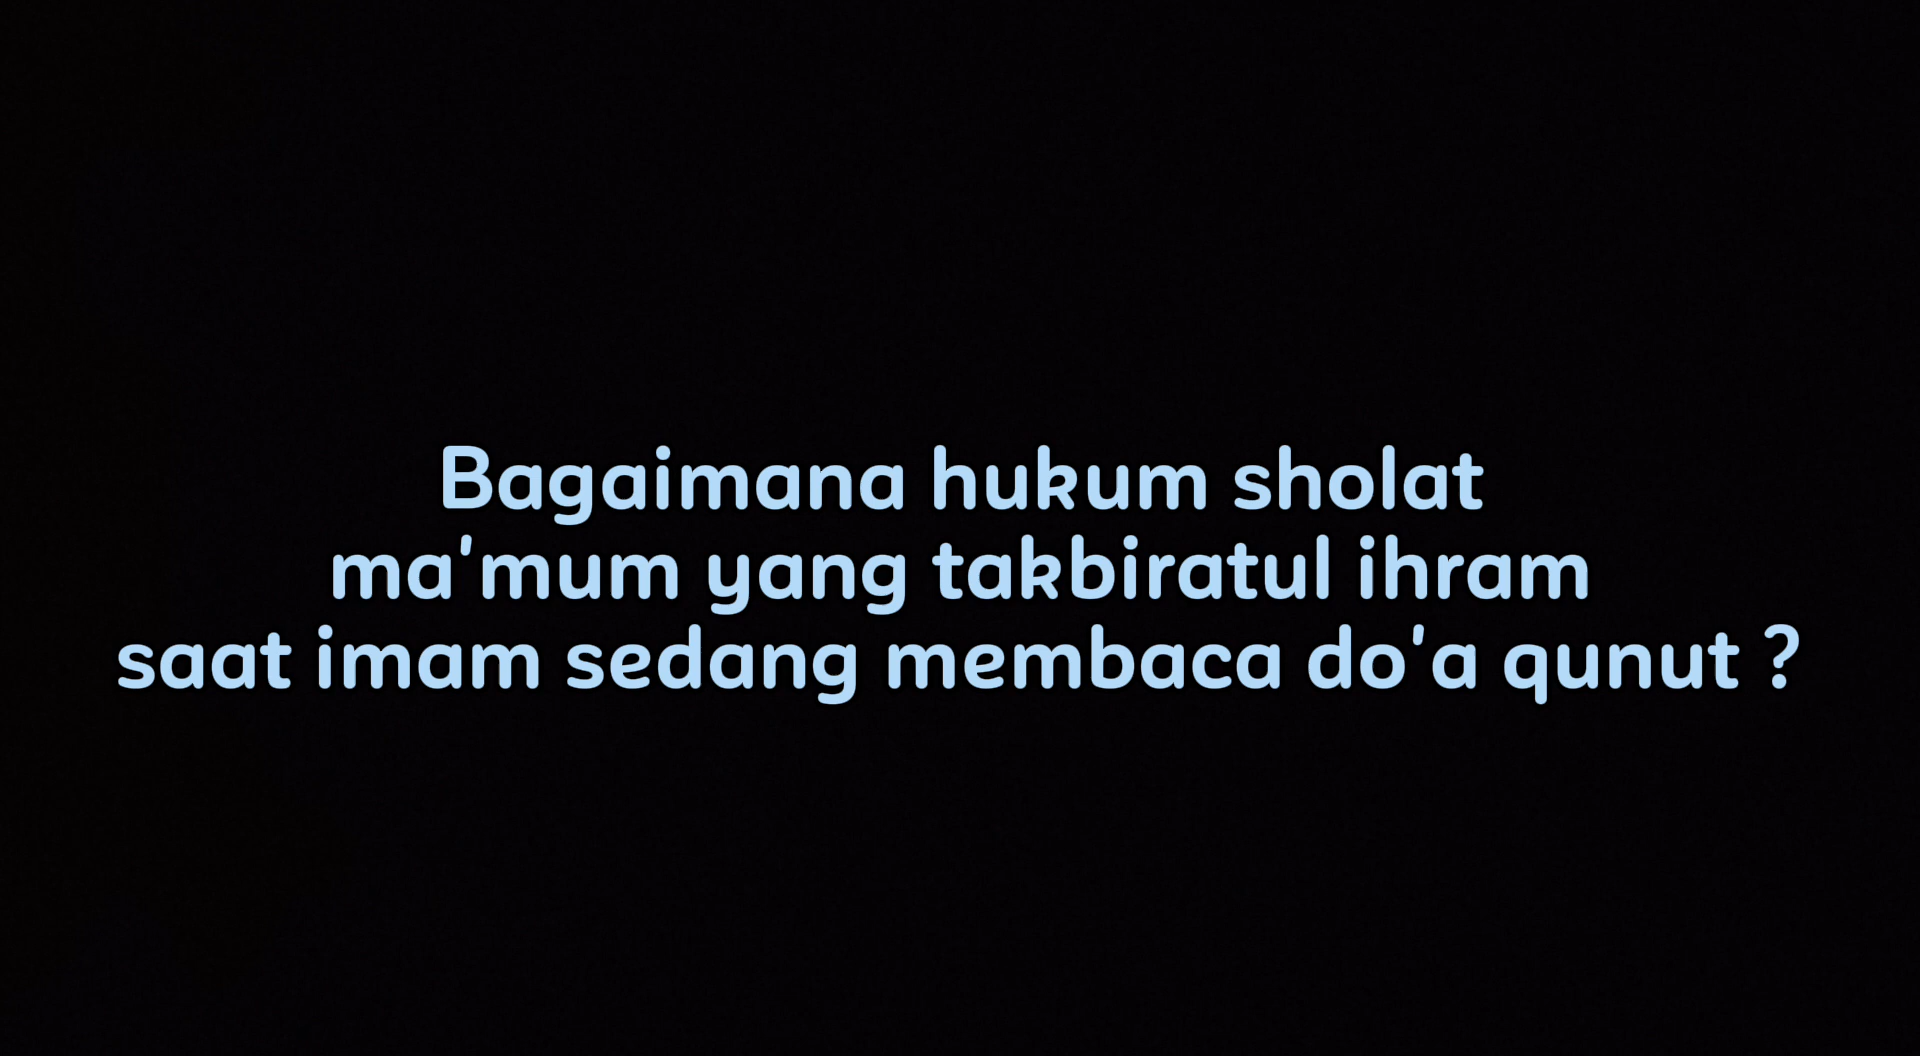 Bagaimana hukum sholat
ma'mum yang takbiratul ihram
saat imam sedang membaca do'a qunut ?